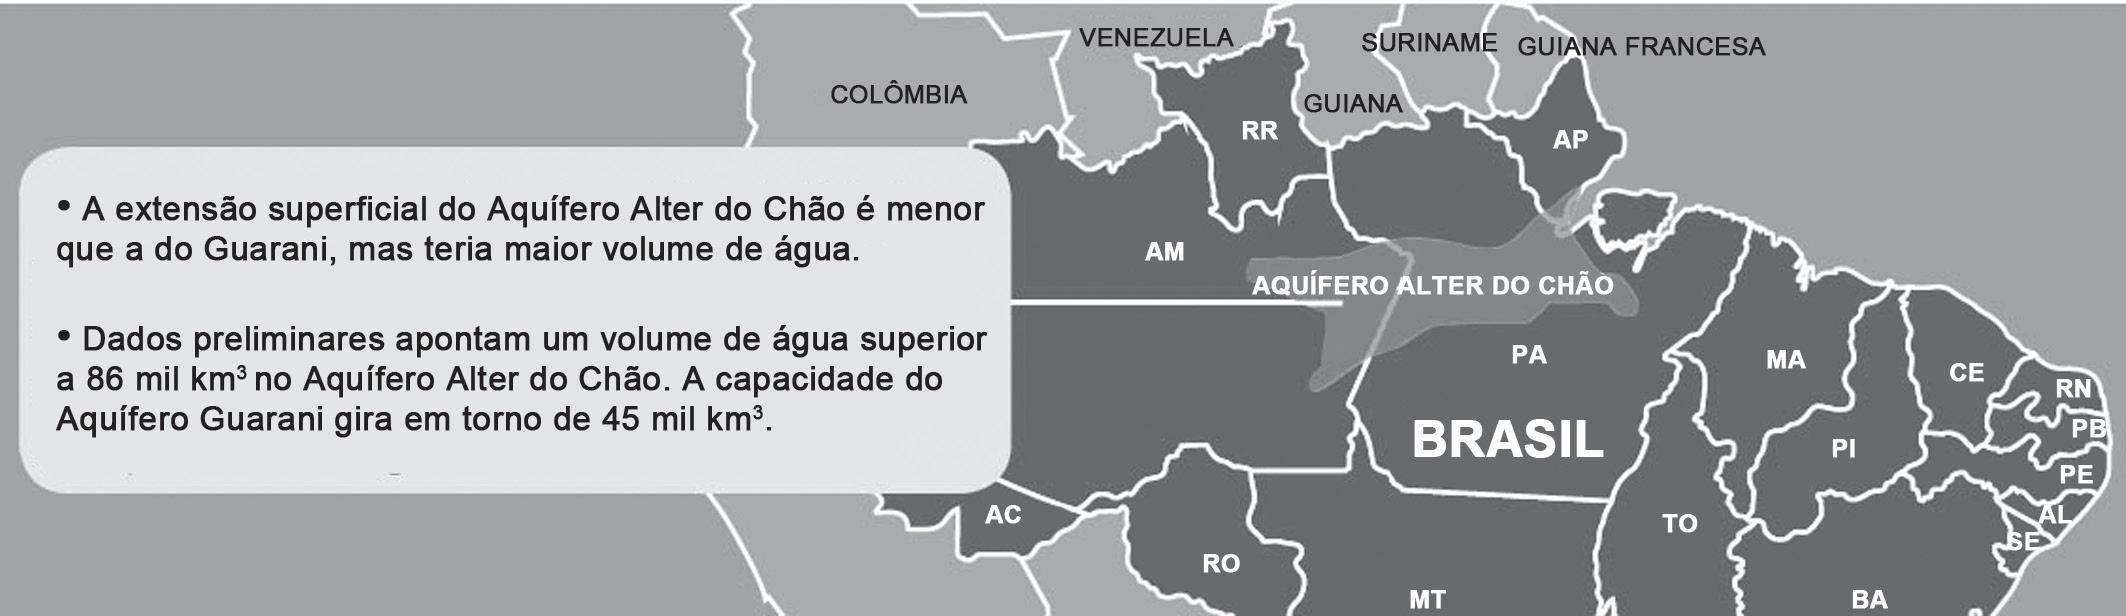 VENEZUELA
SURINAME
GUIANA FRANCESA
COLÔMBIA
GUIANA
RR
AP
• A extensão superficial do Aquífero Alter do Chão é menor
que a do Guarani, mas teria maior volume de água.
• Dados preliminares apontam um volume de água superior
a 86 mil km³ no Aquífero Alter do Chão. A capacidade do
Aquífero Guarani gira em torno de 45 mil km³.
AM
AQUÍFERO ALTER DO CHÃO
PA
MA
CE
RN
PB
BRASIL
PI
PE
AC
TO
AL
SE
RO
MT
BA